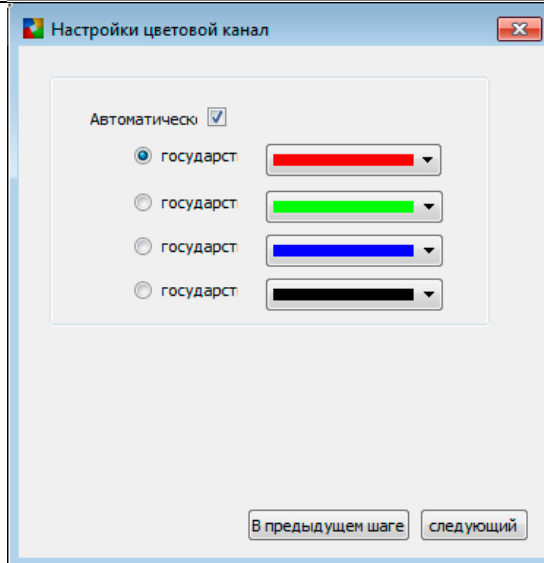 Настройки цветовой канал
Автоматическ
государст
государст
государст
государст
В предыдущем шаге
следующий